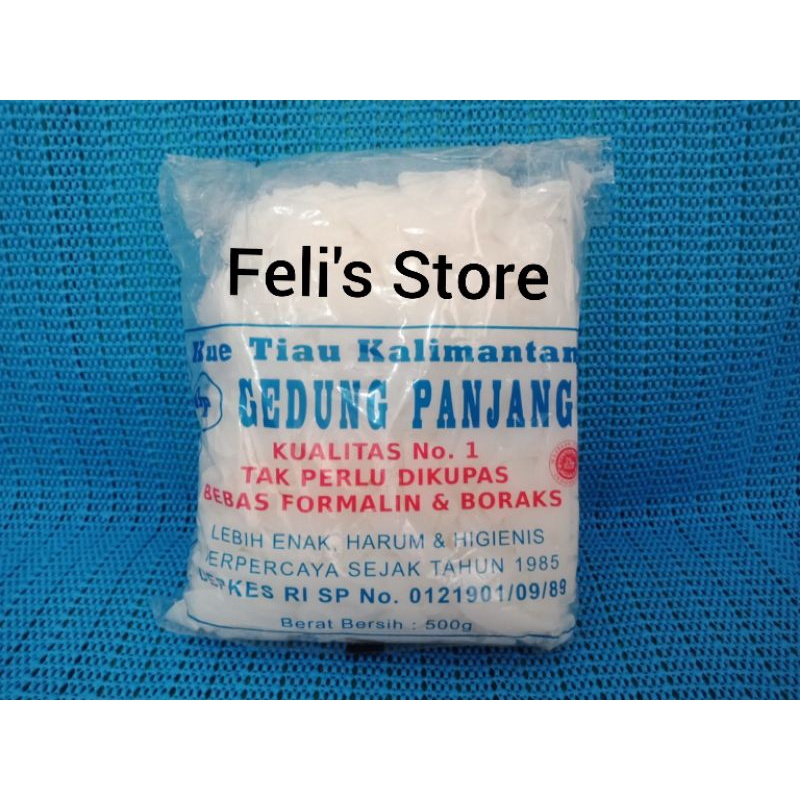 Feli's Store
Kue Tiau Kalimantan
GEDUNG PANJANG
KUALITAS No. 1
TAK PERLU DIKUPAS
BEBAS FORMALIN & BORAKS
LEBIH ENAK, HARUM & HIGIENIS
TERPERCAYA SEJAK TAHUN 1985
DEPKES RI SP No. 0121901/09/89
Berat Bersih : 500g